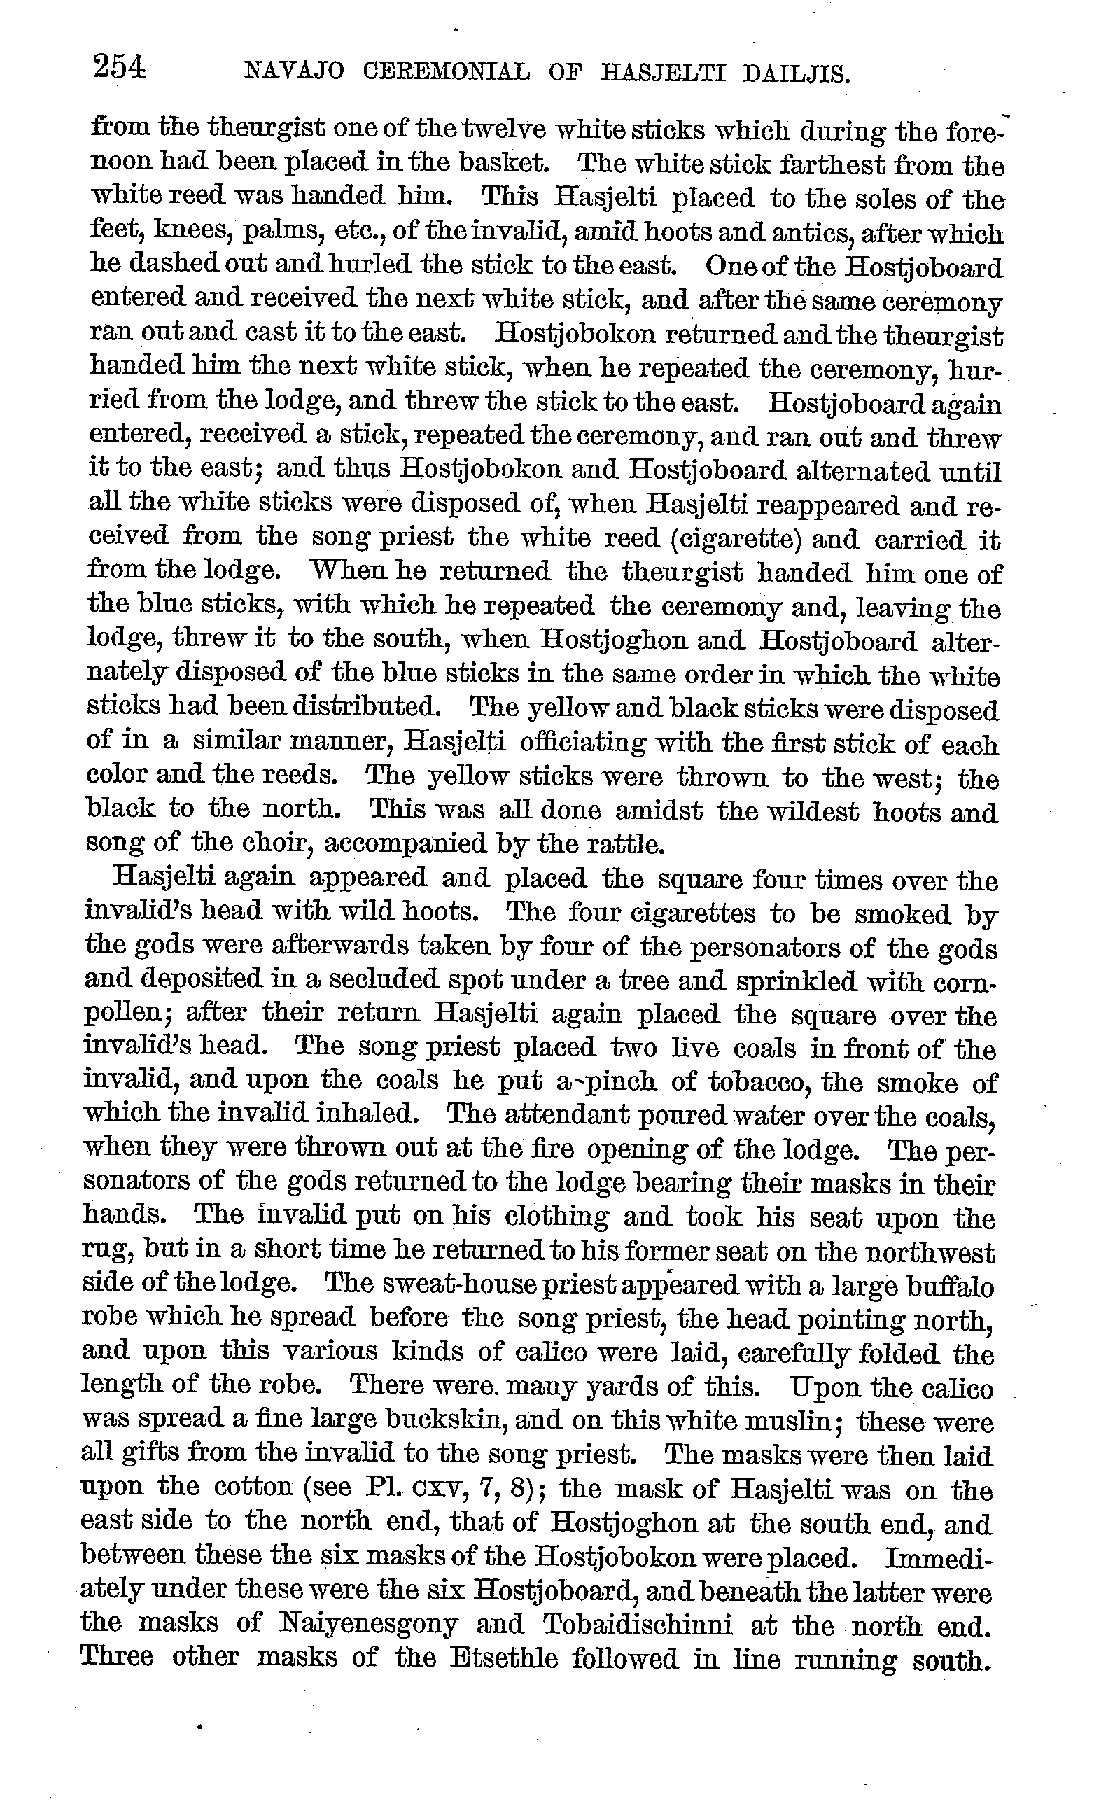 254 NAVAJO CEREMONIAL OF HASJELTI DAILJIS.
from the theurgist one of the twelve white sticks which during the fore-
noon had been placed in the basket. The white stick farthest from the
white reed was handed him. This Hasjelti placed to the soles of the
feet, knees, palms, etc., of the invalid, amid hoots and antics, after which
he dashed out and hurled the stick to the east. One of the Hostjoboard
entered and received the next white stick, and after the same ceremony
ran out and cast it to the east. Hostjobokon returned and the theurgist
handed him the next white stick, when he repeated the ceremony, hur-
ried from the lodge, and threw the stick to the east. Hostjoboard again
entered, received a stick, repeated the ceremony, and ran out and threw
it to the east; and thus Hostjobokon and Hostjoboard alternated until
all the white sticks were disposed of, when Hasjelti reappeared and re-
ceived from the song priest the white reed (cigarette) and carried it
from the lodge. When he returned the theurgist handed him one of
the blue sticks, with which he repeated the ceremony and, leaving the
lodge, threw it to the south, when Hostjoghon and Hostjoboard alter-
nately disposed of the blue sticks in the same order in which the white
sticks had been distributed. The yellow and black sticks were disposed
of in a similar manner, Hasjelti officiating with the first stick of each
color and the reeds. The yellow sticks were thrown to the west; the
black to the north. This was all done amidst the wildest hoots and
song of the choir, accompanied by the rattle.
Hasjelti again appeared and placed the square four times over the
invalid's head with wild hoots. The four cigarettes to be smoked by
the gods were afterwards taken by four of the personators of the gods
and deposited in a secluded spot under a tree and sprinkled with corn-
pollen; after their return Hasjelti again placed the square over the
invalid's head. The song priest placed two live coals in front of the
invalid, and upon the coals he put a pinch of tobacco, the smoke of
which the invalid inhaled. The attendant poured water over the coals,
when they were thrown out at the fire opening of the lodge. The per-
sonators of the gods returned to the lodge bearing their masks in their
hands. The invalid put on his clothing and took his seat upon the
rug, but in a short time he returned to his former seat on the northwest
side of the lodge. The sweat-house priest appeared with a large buffalo
robe which he spread before the song priest, the head pointing north,
and upon this various kinds of calico were laid, carefully folded the
length of the robe. There were many yards of this. Upon the calico
was spread a fine large buckskin, and on this white muslin; these were
all gifts from the invalid to the song priest. The masks were then laid
upon the cotton (see Pl. CXV, 7, 8); the mask of Hasjelti was on the
east side to the north end, that of Hostjoghon at the south end, and
between these the six masks of the Hostjobokon were placed. Immedi-
ately under these were the six Hostjoboard, and beneath the latter were
the masks of Naiyenesgony and Tobaidischinni at the north end.
Three other masks of the Etsethle followed in line running south.